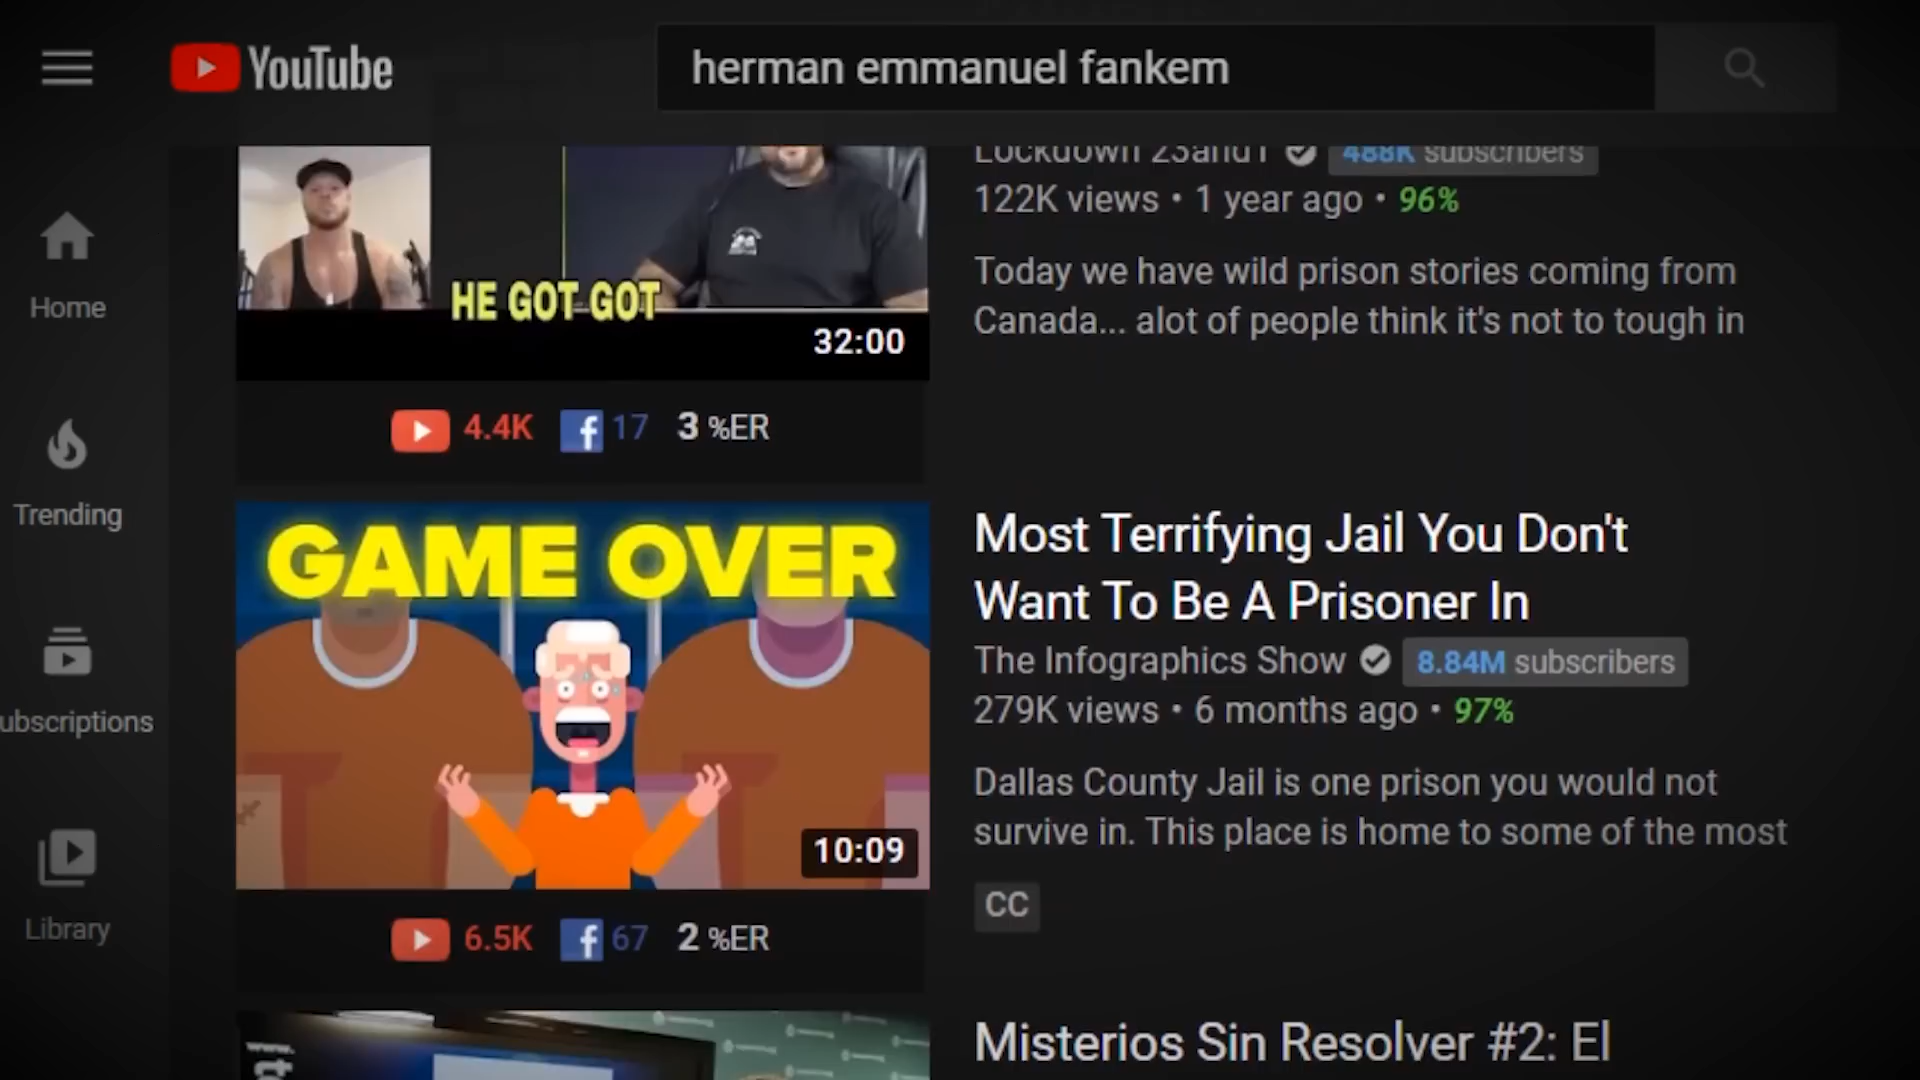 YouTube
herman emmanuel fankem
Lockdown 23and1 488K subscribers
122K views • 1 year ago • 96%
Today we have wild prison stories coming from
Canada... alot of people think it's not to tough in
HE GOT GOT
32:00
4.4K 17 3 %ER
Home
Trending
ubscriptions
Library
GAME OVER
10:09
6.5K 67 2 %ER
Most Terrifying Jail You Don't
Want To Be A Prisoner In
The Infographics Show 8.84M subscribers
279K views • 6 months ago • 97%
Dallas County Jail is one prison you would not
survive in. This place is home to some of the most
CC
Misterios Sin Resolver #2: El
www.